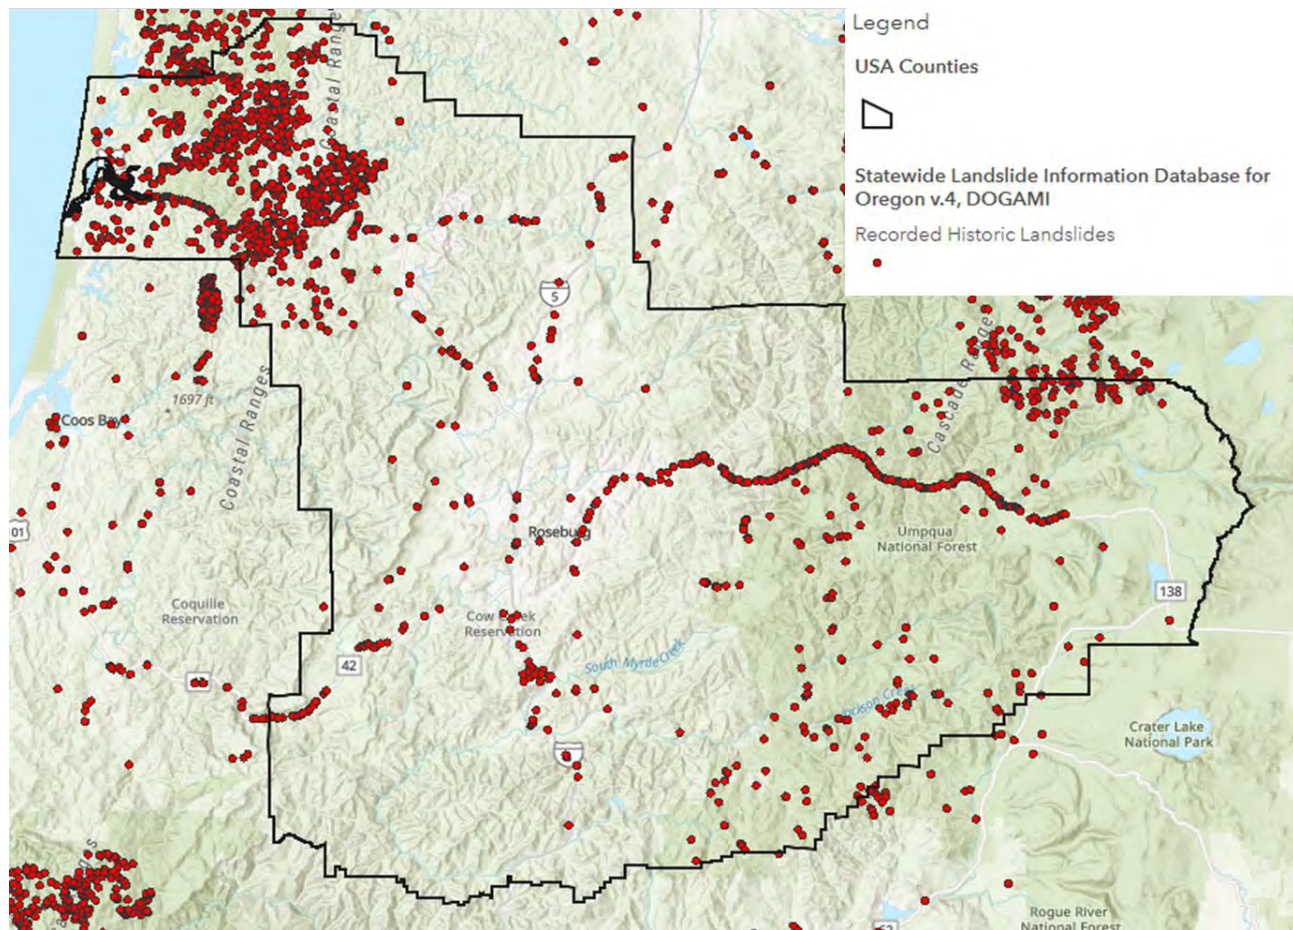 Legend
USA Counties
Statewide Landslide Information Database for
Oregon v.4, DOGAMI
Recorded Historic Landslides
Coastal Range
5
Cascade Range
1697 ft
Coos Bay
Coastal Ranges
01
Roseburg
Umpqua
National Forest
138
Coquille
Reservation
Cow Creek
Reservation
42
South Myrtle Creek
Jackson Creek
Crater Lake
National Park
Rogue River
National Forest